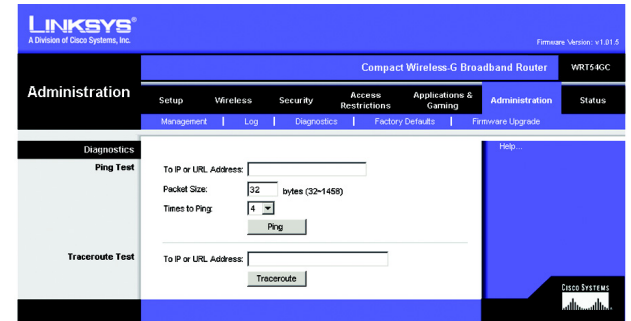 LINKSYS®
A Division of Cisco Systems, Inc.
Firmware Version: v1.01.5
Compact Wireless-G Broadband Router WRT54GC
Administration
Setup Wireless Security Access Restrictions Applications & Gaming Administration Status
Management | Log | Diagnostics | Factory Defaults | Firmware Upgrade
Diagnostics
Help...
Ping Test
To IP or URL Address:
Packet Size: 32 bytes (32~1458)
Times to Ping: 4
Ping
Traceroute Test
To IP or URL Address:
Traceroute
CISCO SYSTEMS